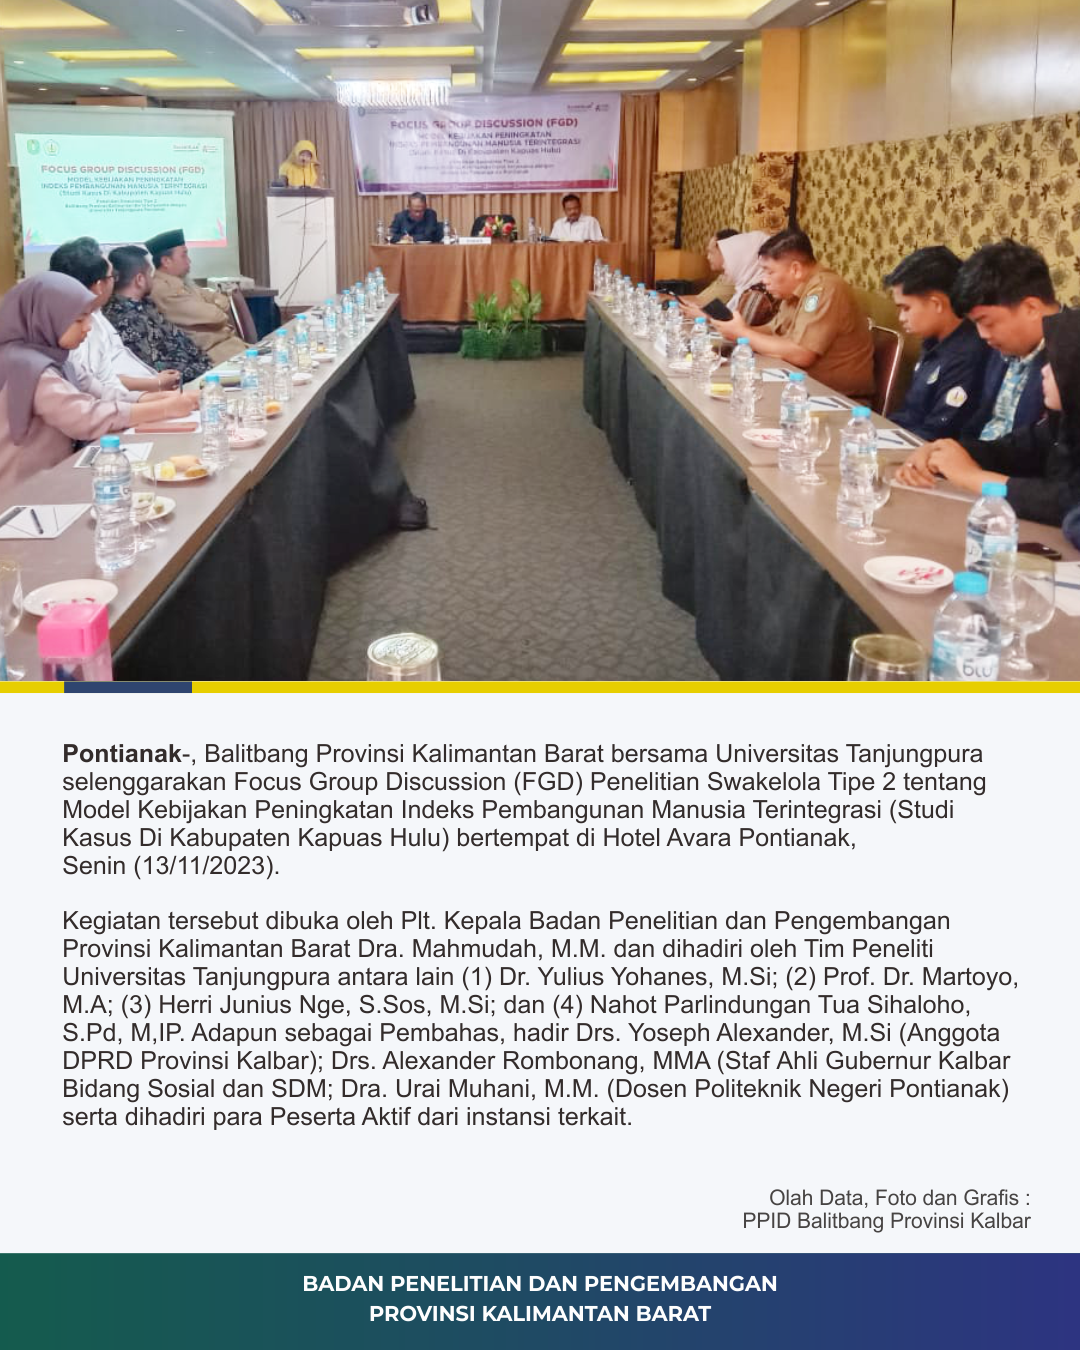 FOCUS GROUP DISCUSSION (FGD)
MODEL KEBIJAKAN PENINGKATAN
INDEKS PEMBANGUNAN MANUSIA TERINTEGRASI
(Studi Kasus Di Kabupaten Kapuas Hulu)
FOCUS GROUP DISCUSSION (FGD)
MODEL KEBIJAKAN PENINGKATAN
INDEKS PEMBANGUNAN MANUSIA TERINTEGRASI
(Studi Kasus Di Kabupaten Kapuas Hulu)
Pontianak-, Balitbang Provinsi Kalimantan Barat bersama Universitas Tanjungpura
selenggarakan Focus Group Discussion (FGD) Penelitian Swakelola Tipe 2 tentang
Model Kebijakan Peningkatan Indeks Pembangunan Manusia Terintegrasi (Studi
Kasus Di Kabupaten Kapuas Hulu) bertempat di Hotel Avara Pontianak,
Senin (13/11/2023).
Kegiatan tersebut dibuka oleh Plt. Kepala Badan Penelitian dan Pengembangan
Provinsi Kalimantan Barat Dra. Mahmudah, M.M. dan dihadiri oleh Tim Peneliti
Universitas Tanjungpura antara lain (1) Dr. Yulius Yohanes, M.Si; (2) Prof. Dr. Martoyo,
M.A; (3) Herri Junius Nge, S.Sos, M.Si; dan (4) Nahot Parlindungan Tua Sihaloho,
S.Pd, M,IP. Adapun sebagai Pembahas, hadir Drs. Yoseph Alexander, M.Si (Anggota
DPRD Provinsi Kalbar); Drs. Alexander Rombonang, MMA (Staf Ahli Gubernur Kalbar
Bidang Sosial dan SDM; Dra. Urai Muhani, M.M. (Dosen Politeknik Negeri Pontianak)
serta dihadiri para Peserta Aktif dari instansi terkait.
Olah Data, Foto dan Grafis :
PPID Balitbang Provinsi Kalbar
BADAN PENELITIAN DAN PENGEMBANGAN
PROVINSI KALIMANTAN BARAT